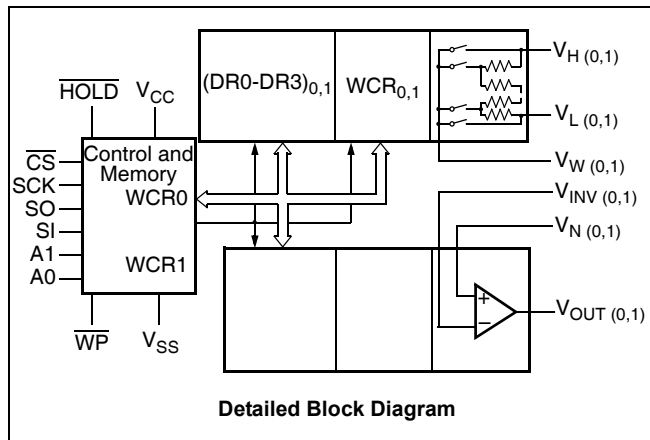 HOLD
VCC
(DR0-DR3)0,1
WCR0,1
VH (0,1)
VL (0,1)
VW (0,1)
VINV (0,1)
VN (0,1)
VOUT (0,1)
CS
SCK
SO
SI
A1
A0
Control and
Memory
WCR0
WCR1
WP
VSS
+
−
Detailed Block Diagram